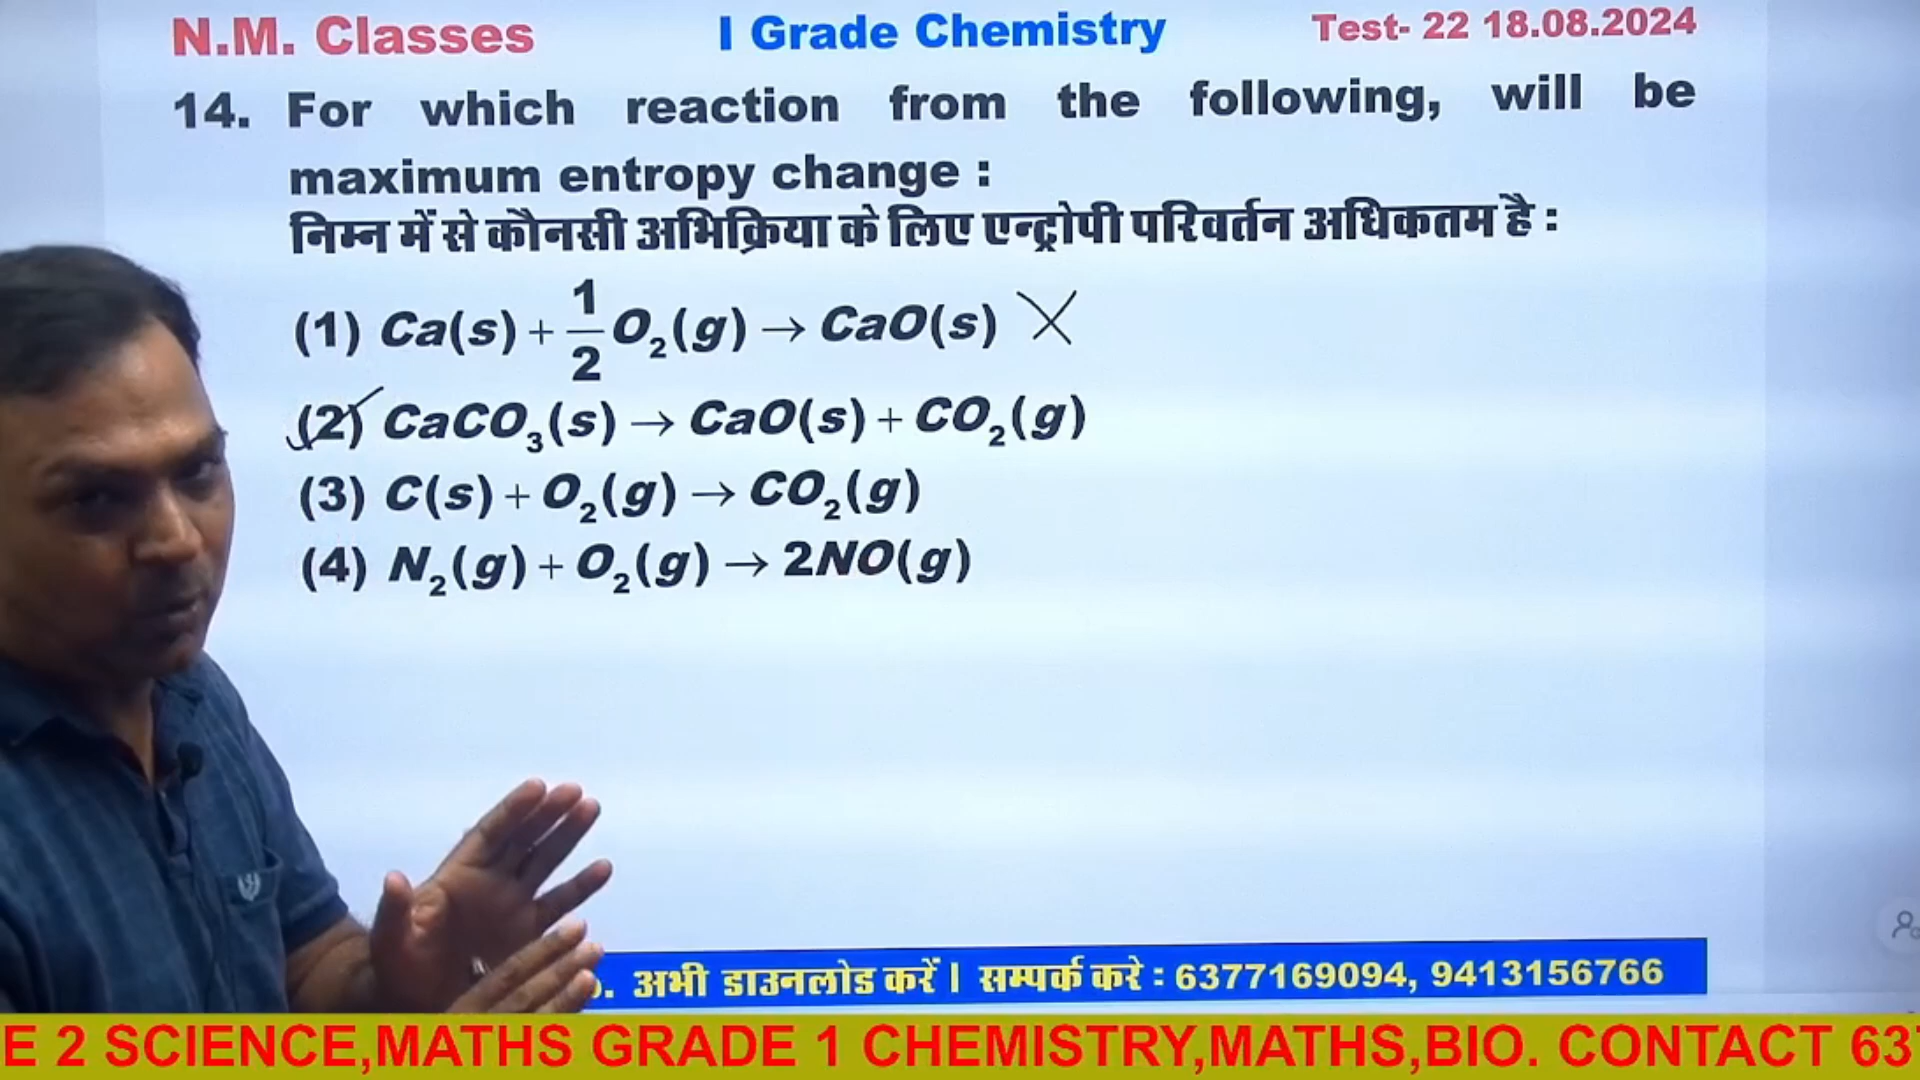 N.M. Classes I Grade Chemistry Test- 22 18.08.2024
14. For which reaction from the following, will be
maximum entropy change :
निम्न में से कौनसी अभिक्रिया के लिए एन्ट्रोपी परिवर्तन अधिकतम है :
(1) Ca(s) + 1/2 O₂(g) → CaO(s)
(2) CaCO₃(s) → CaO(s) + CO₂(g)
(3) C(s) + O₂(g) → CO₂(g)
(4) N₂(g) + O₂(g) → 2NO(g)
अभी डाउनलोड करें। सम्पर्क करे : 6377169094, 9413156766
E 2 SCIENCE,MATHS GRADE 1 CHEMISTRY,MATHS,BIO. CONTACT 63